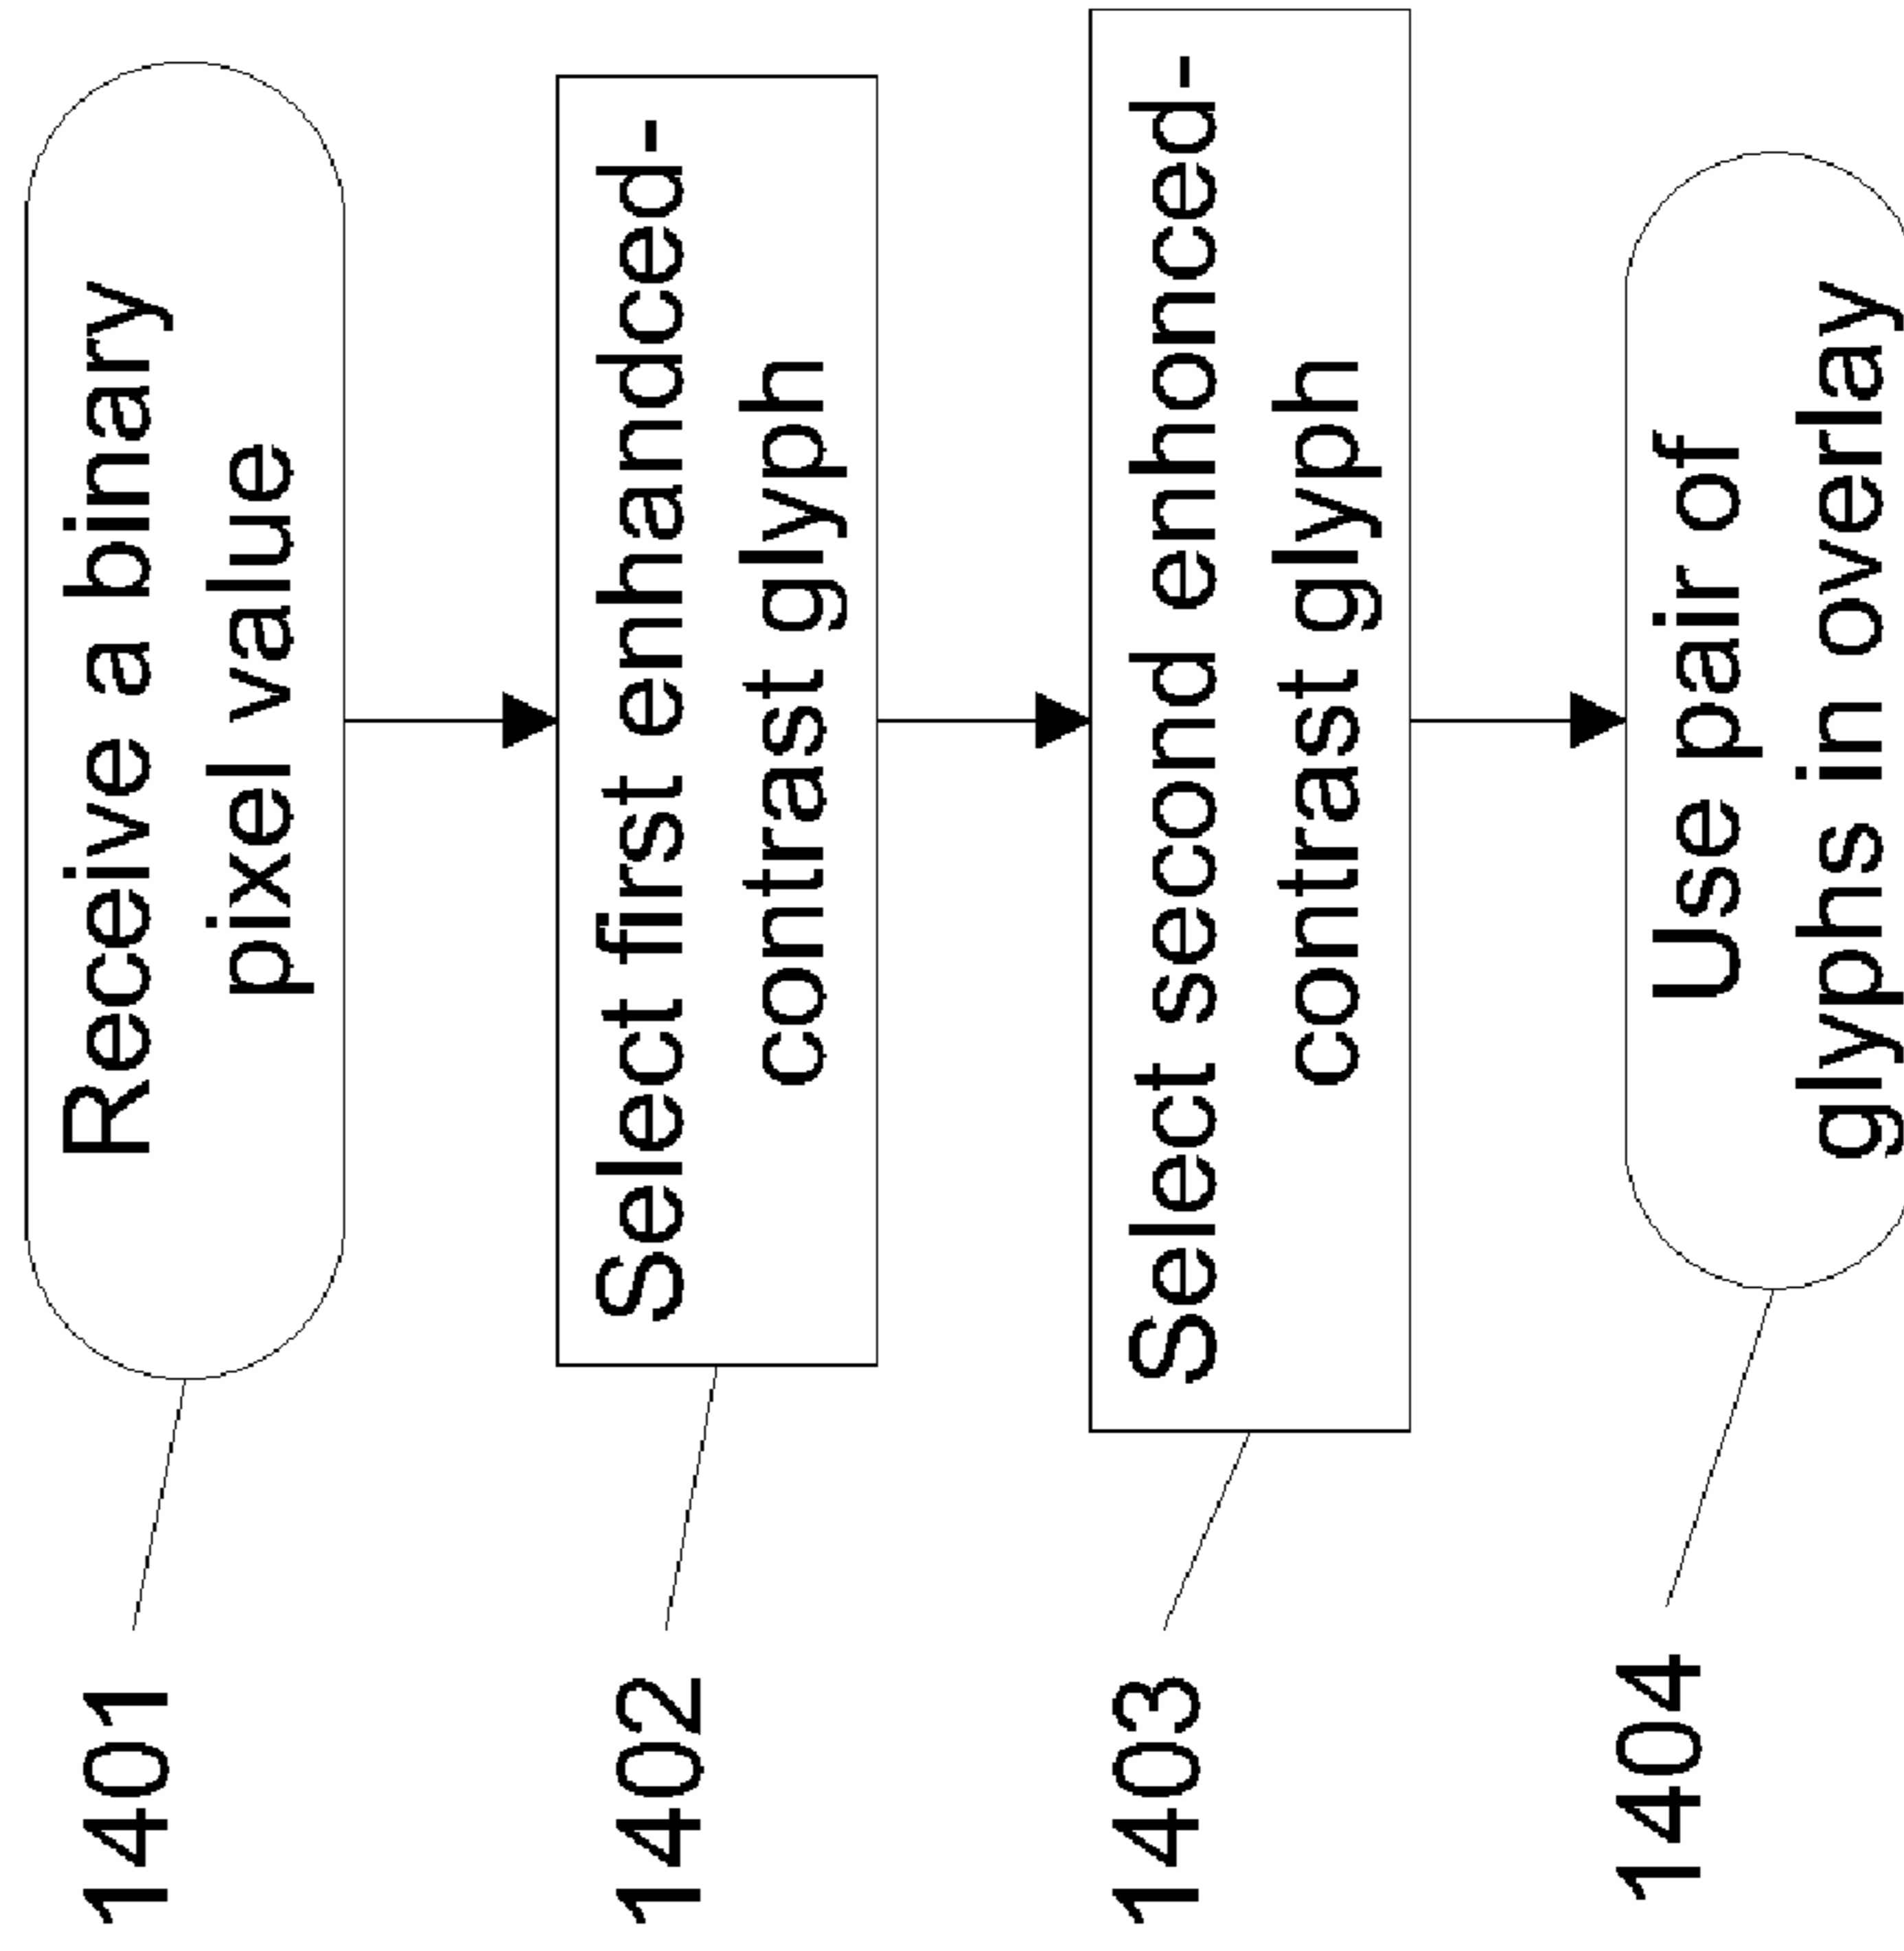 1401
Receive a binary
pixel value
1402
Select first enhandced-
contrast glyph
1403
Select second enhonced-
contrast glyph
1404
Use pair of
glyphs in overlay